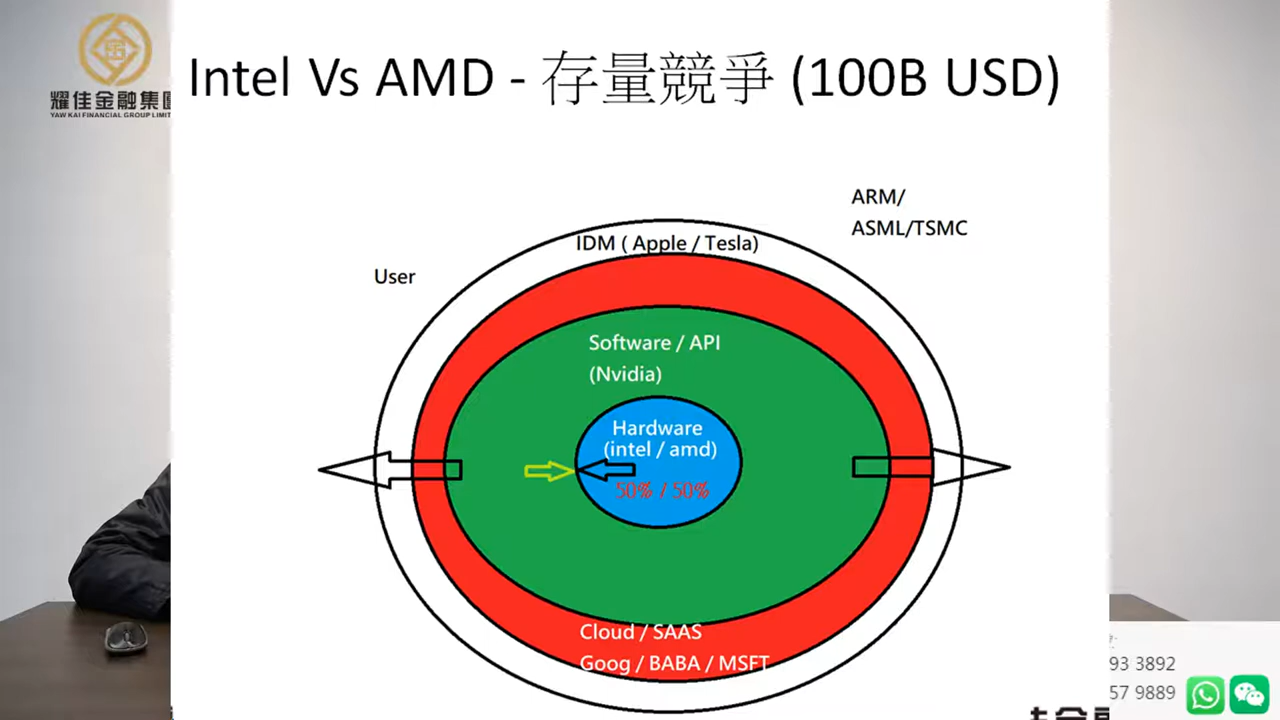 耀佳金融集團
YAW KAI FINANCIAL GROUP LIMIT
Intel Vs AMD - 存量競爭 (100B USD)
ARM/
ASML/TSMC
IDM ( Apple / Tesla)
User
Software / API
(Nvidia)
Hardware
(intel / amd)
50% / 50%
Cloud / SAAS
Goog / BABA / MSFT
93 3892
57 9889